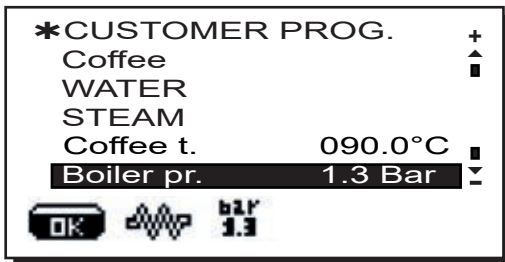 *CUSTOMER PROG.
Coffee
WATER
STEAM
Coffee t. 090.0°C
Boiler pr. 1.3 Bar
OK bar
1.3